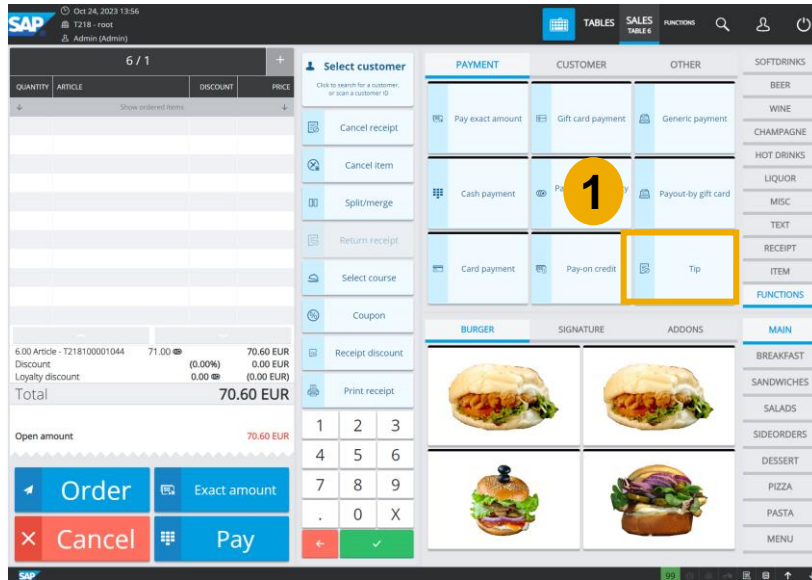 SAP
Oct 24, 2023 13:56
T218 - root
Admin (Admin)
TABLES
SALES
TABLE 6
FUNCTIONS
6 / 1
+
QUANTITY ARTICLE DISCOUNT PRICE
Show ordered items
6.00 Article - T218100001044 71.00 70.60 EUR
Discount (0.00%) 0.00 EUR
Loyalty discount 0.00 (0.00 EUR)
Total 70.60 EUR
Open amount 70.60 EUR
Order
Exact amount
Cancel
Pay
Select customer
Click to search for a customer,
or scan a customer ID
Cancel receipt
Cancel item
Split/merge
Return receipt
Select course
Coupon
Receipt discount
Print receipt
1 2 3
4 5 6
7 8 9
. 0 X
PAYMENT CUSTOMER OTHER
Pay exact amount
Gift card payment
Generic payment
Cash payment
1
Payout-by gift card
Card payment
Pay-on credit
Tip
BURGER SIGNATURE ADDONS
SOFTDRINKS
BEER
WINE
CHAMPAGNE
HOT DRINKS
LIQUOR
MISC
TEXT
RECEIPT
ITEM
FUNCTIONS
MAIN
BREAKFAST
SANDWICHES
SALADS
SIDEORDERS
DESSERT
PIZZA
PASTA
MENU
SAP
99